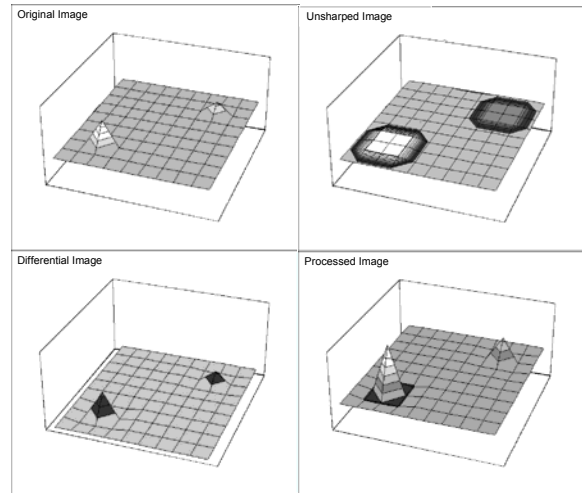 Original Image
Unsharped Image
Differential Image
Processed Image